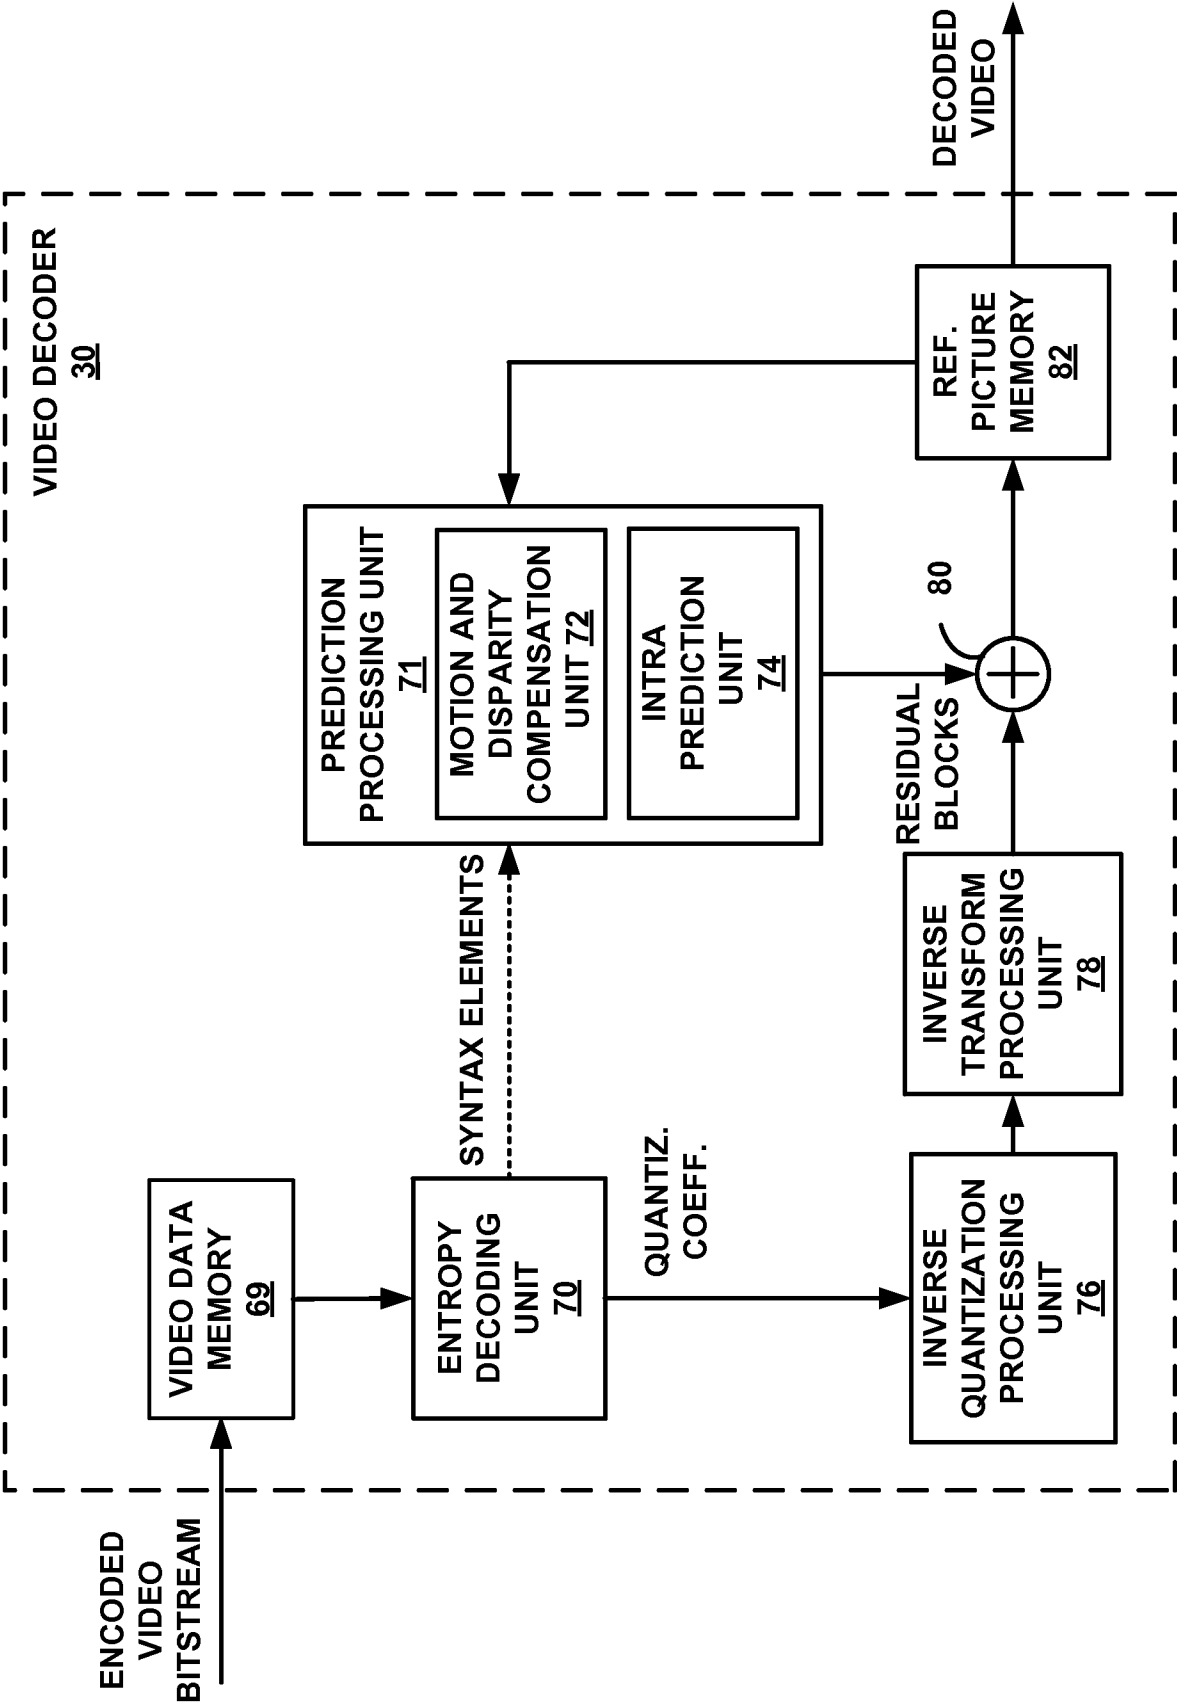 VIDEO DECODER
30
ENCODED
VIDEO
BITSTREAM
VIDEO DATA
MEMORY
69
ENTROPY
DECODING
UNIT
70
SYNTAX ELEMENTS
QUANTIZ.
COEFF.
PREDICTION
PROCESSING UNIT
71
MOTION AND
DISPARITY
COMPENSATION
UNIT 72
INTRA
PREDICTION
UNIT
74
INVERSE
QUANTIZATION
PROCESSING
UNIT
76
INVERSE
TRANSFORM
PROCESSING
UNIT
78
RESIDUAL
BLOCKS
80
REF.
PICTURE
MEMORY
82
DECODED
VIDEO